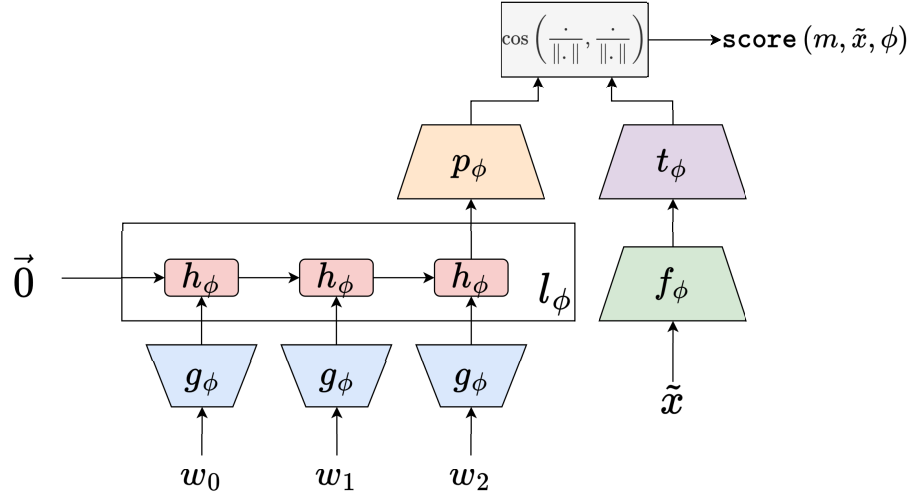 cos ( · / ‖.‖ , · / ‖.‖ ) score (m, x̃, ϕ)
p_ϕ t_ϕ
0⃗ h_ϕ h_ϕ h_ϕ l_ϕ f_ϕ
g_ϕ g_ϕ g_ϕ x̃
w_0 w_1 w_2